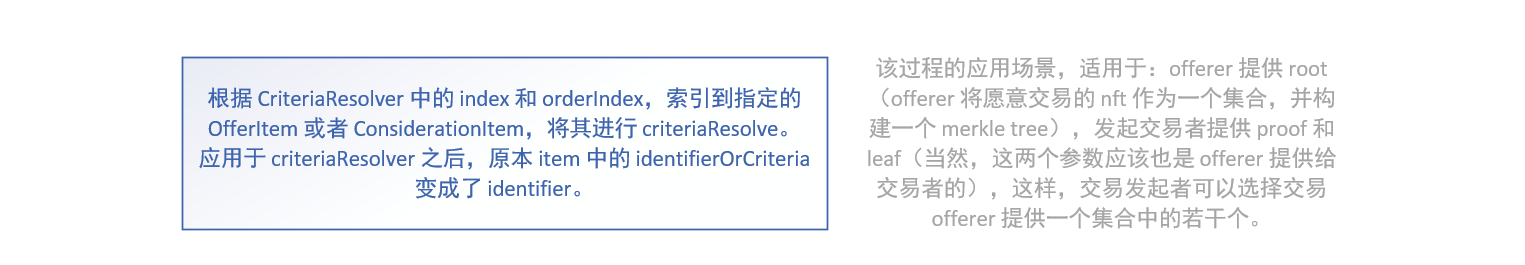 根据 CriteriaResolver 中的 index 和 orderIndex，索引到指定的
OfferItem 或者 ConsiderationItem，将其进行 criteriaResolve。
应用于 criteriaResolver 之后，原本 item 中的 identifierOrCriteria
变成了 identifier。
该过程的应用场景，适用于：offerer 提供 root
（offerer 将愿意交易的 nft 作为一个集合，并构
建一个 merkle tree），发起交易者提供 proof 和
leaf（当然，这两个参数应该也是 offerer 提供给
交易者的），这样，交易发起者可以选择交易
offerer 提供一个集合中的若干个。